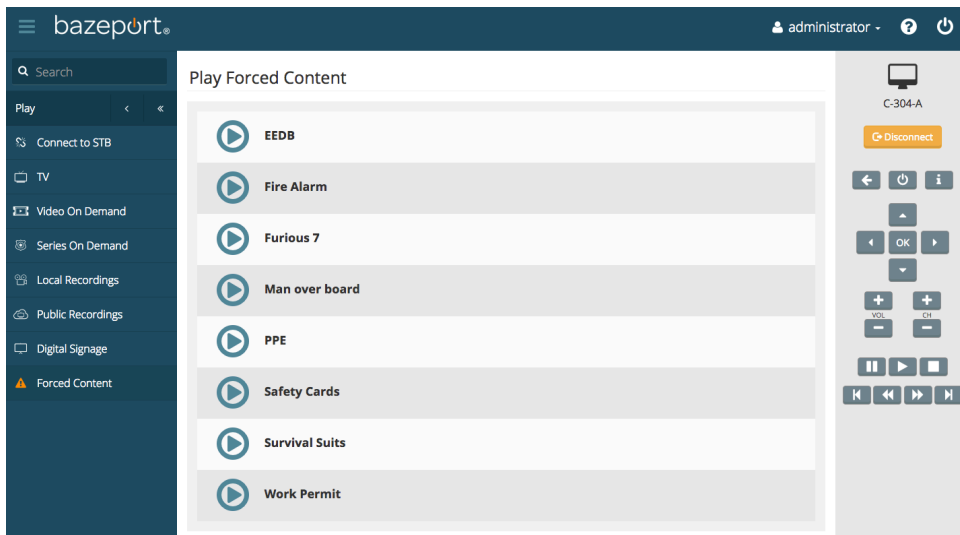 bazeport®
administrator
Search
Play
Connect to STB
TV
Video On Demand
Series On Demand
Local Recordings
Public Recordings
Digital Signage
Forced Content
Play Forced Content
EEDB
Fire Alarm
Furious 7
Man over board
PPE
Safety Cards
Survival Suits
Work Permit
C-304-A
Disconnect
OK
VOL
CH